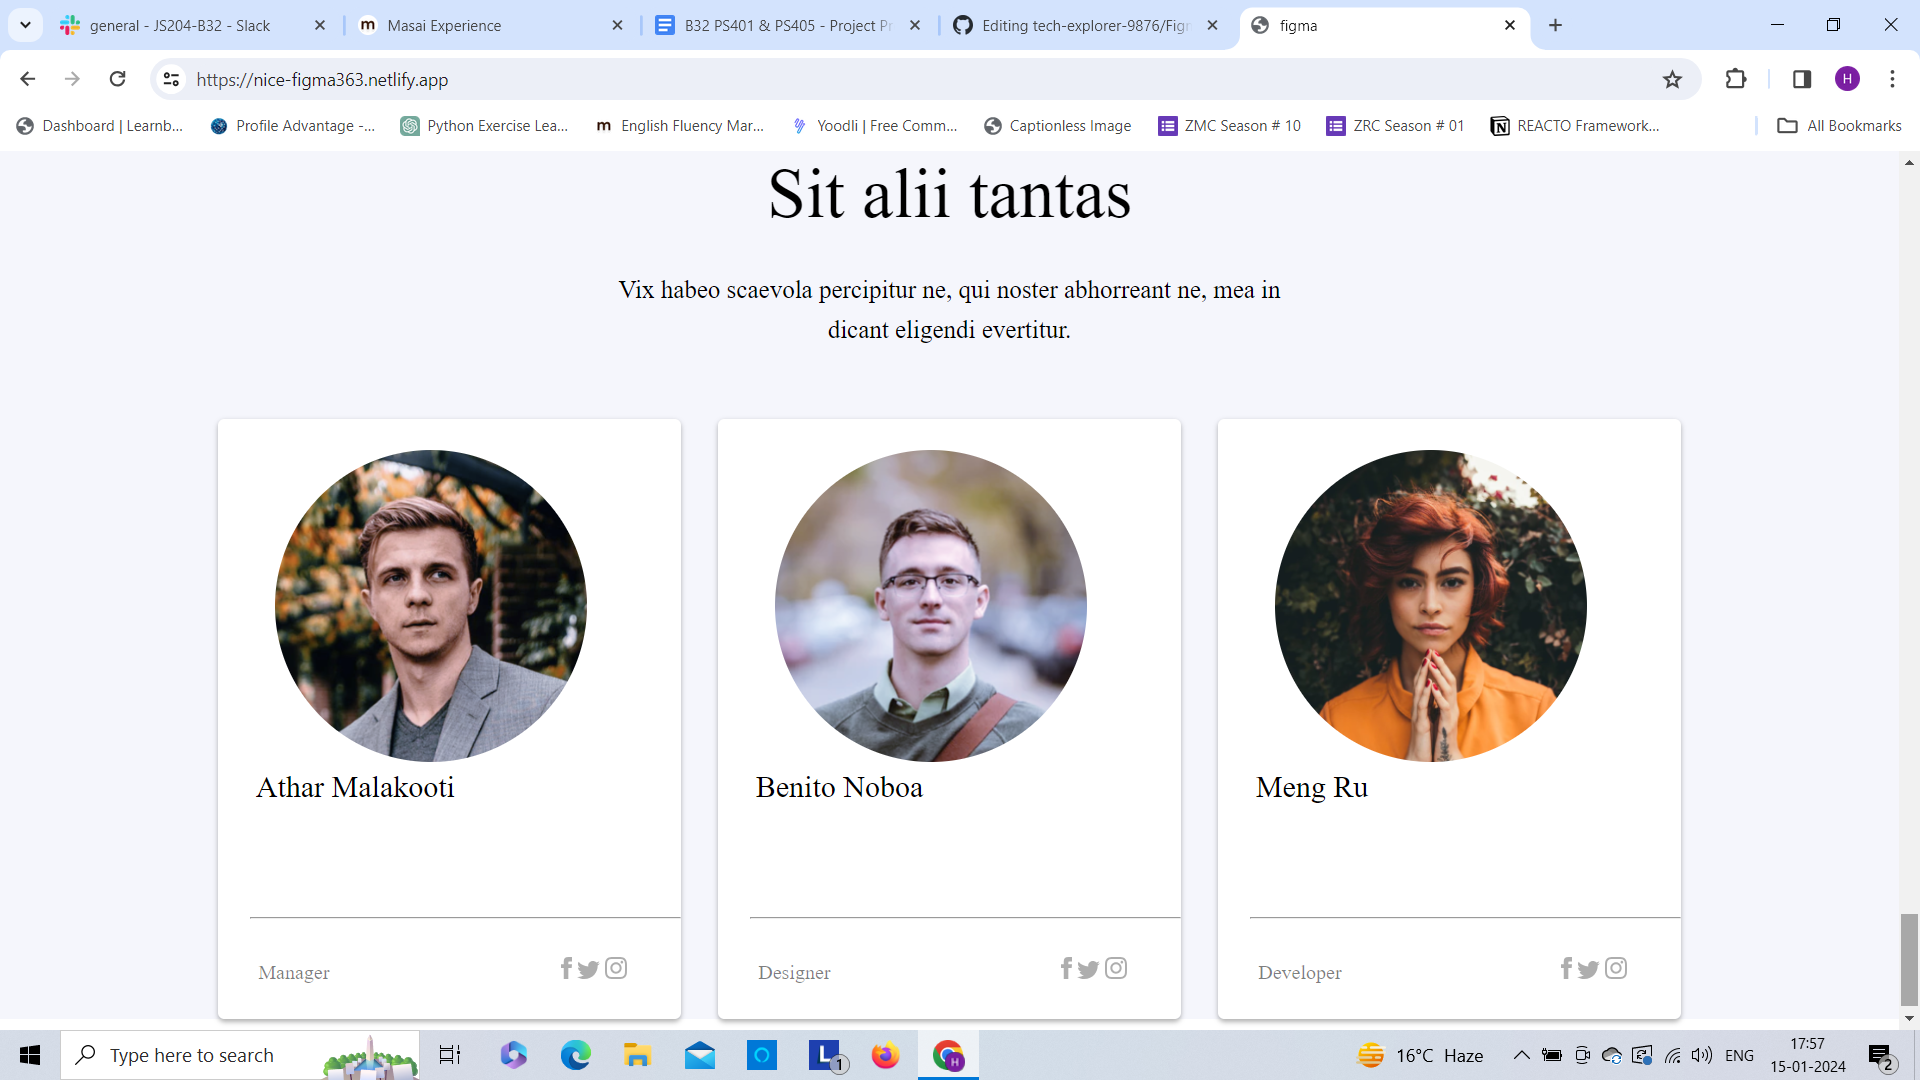 general - JS204-B32 - Slack
Masai Experience
B32 PS401 & PS405 - Project Pr
Editing tech-explorer-9876/Figm
figma
https://nice-figma363.netlify.app
H
Dashboard | Learnb...
Profile Advantage -...
Python Exercise Lea...
m
English Fluency Mar...
Yoodli | Free Comm...
Captionless Image
ZMC Season # 10
ZRC Season # 01
REACTO Framework...
All Bookmarks
Sit alii tantas
Vix habeo scaevola percipitur ne, qui noster abhorreant ne, mea in
dicant eligendi evertitur.
Athar Malakooti
Benito Noboa
Meng Ru
Manager
Designer
Developer
Type here to search
L
1
H
16°C Haze
ENG
17:57
15-01-2024
2